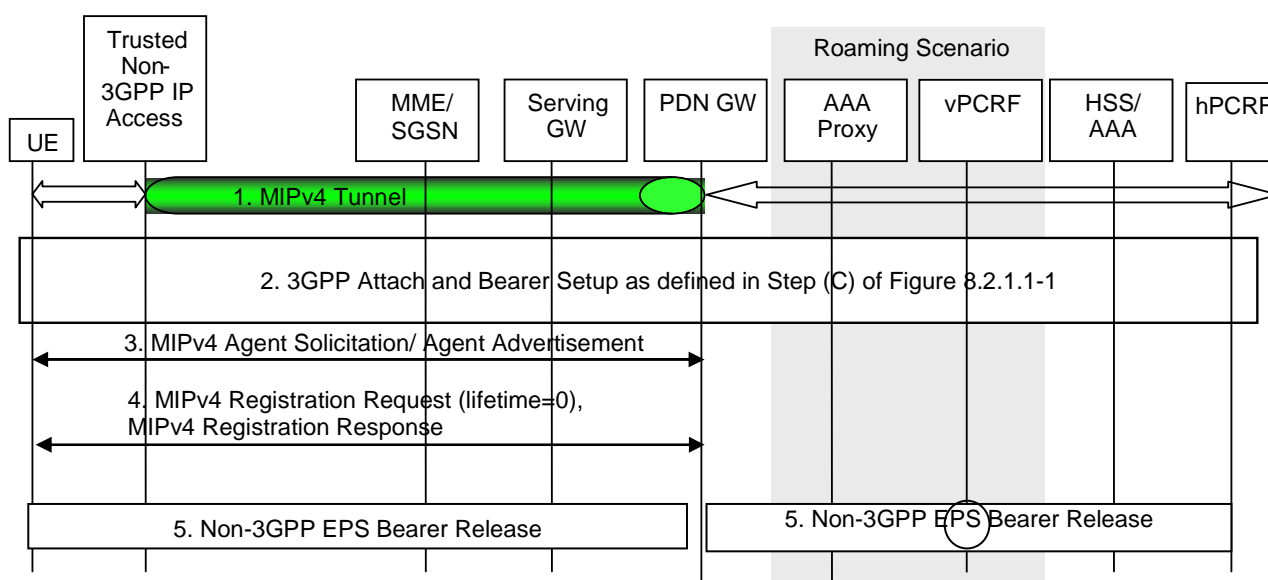 Roaming Scenario
UE
Trusted
Non-
3GPP IP
Access
MME/
SGSN
Serving
GW
PDN GW
AAA
Proxy
vPCRF
HSS/
AAA
hPCRF
1. MIPv4 Tunnel
2. 3GPP Attach and Bearer Setup as defined in Step (C) of Figure 8.2.1.1-1
3. MIPv4 Agent Solicitation/ Agent Advertisement
4. MIPv4 Registration Request (lifetime=0),
MIPv4 Registration Response
5. Non-3GPP EPS Bearer Release
5. Non-3GPP EPS Bearer Release